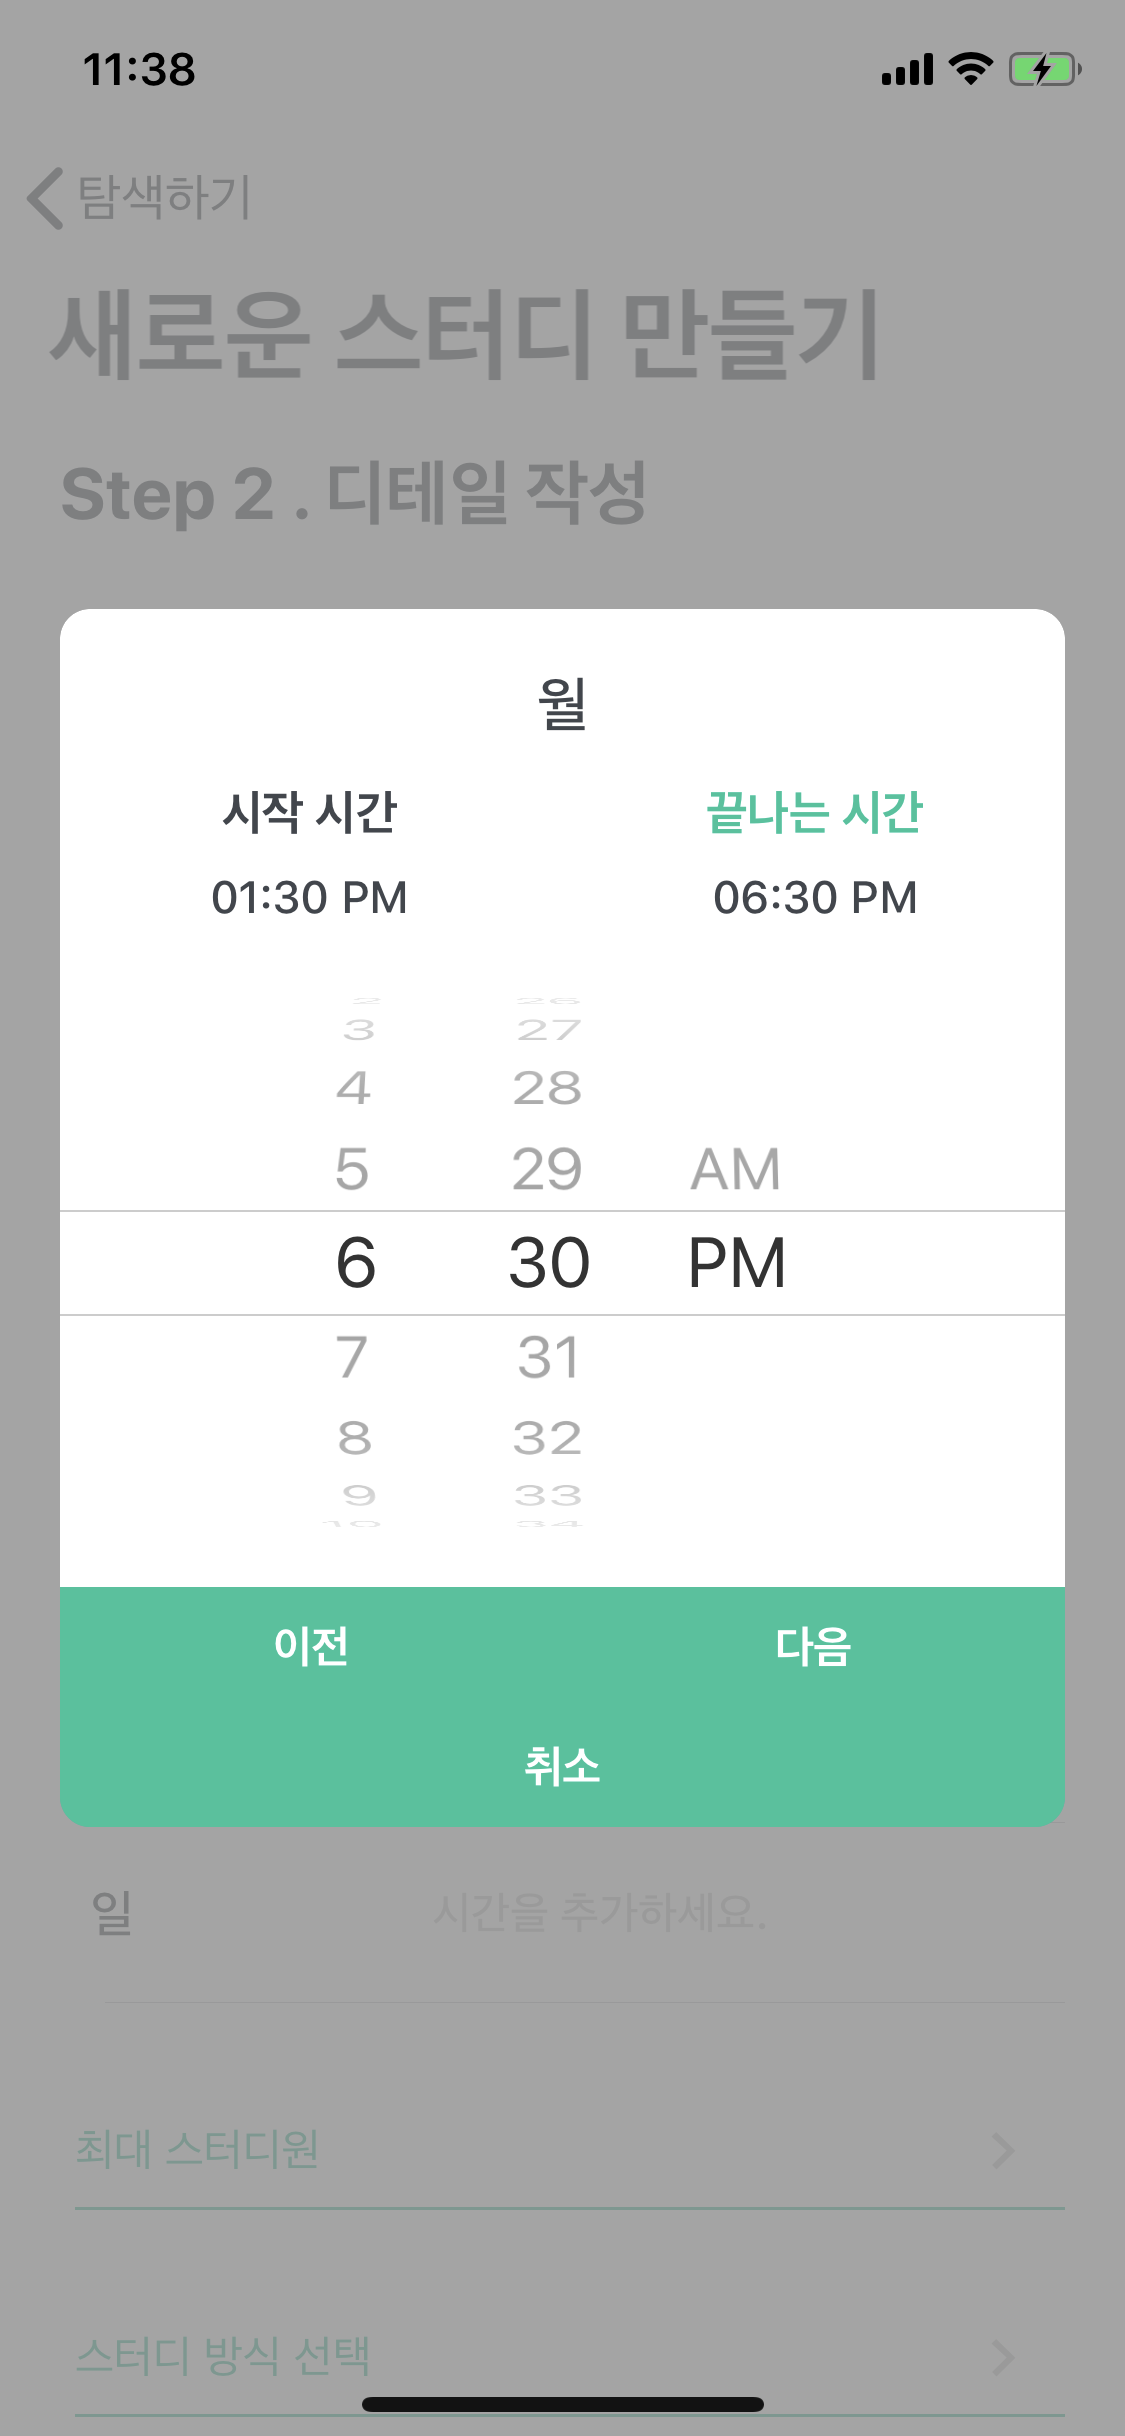 11:38
탐색하기
새로운 스터디 만들기
Step 2 . 디테일 작성
월
시작 시간 끝나는 시간
01:30 PM 06:30 PM
2 26
3 27
4 28
5 29 AM
6 30 PM
7 31
8 32
9 33
10 34
이전 다음
취소
일 시간을 추가하세요.
최대 스터디원
스터디 방식 선택